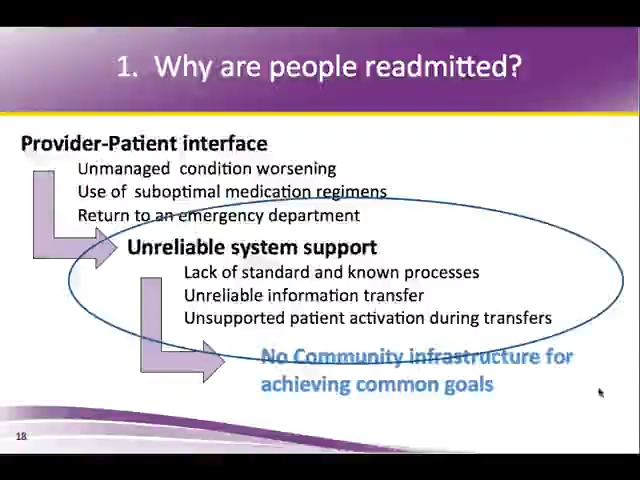 1. Why are people readmitted?
Provider-Patient interface
Unmanaged condition worsening
Use of suboptimal medication regimens
Return to an emergency department
Unreliable system support
Lack of standard and known processes
Unreliable information transfer
Unsupported patient activation during transfers
No Community infrastructure for
achieving common goals
18